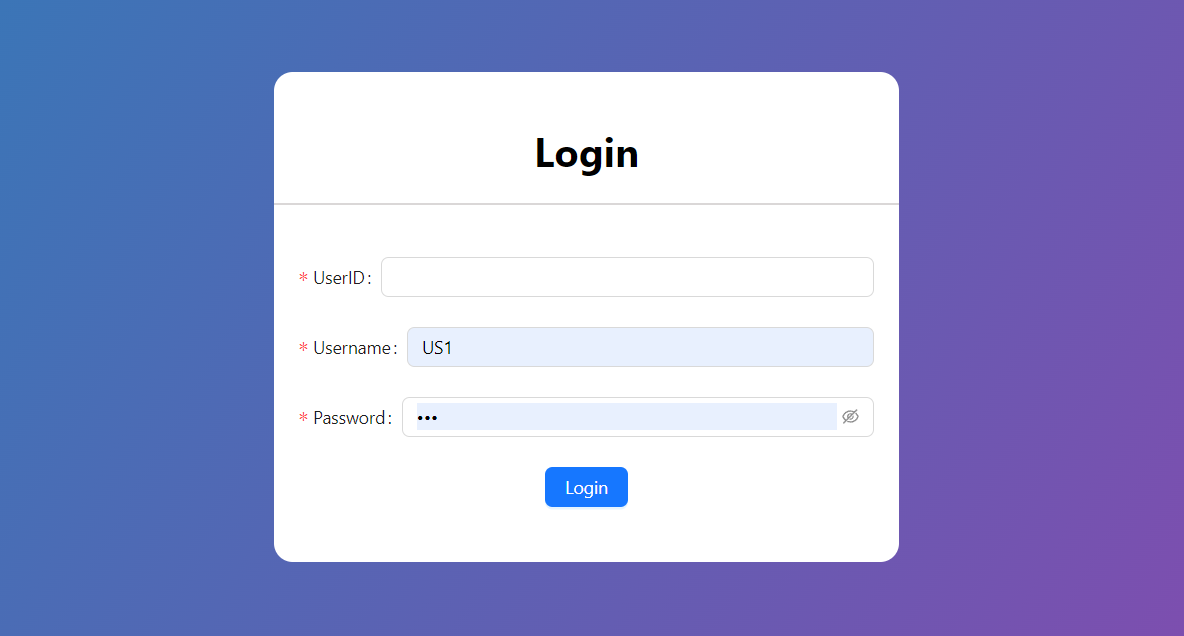 Login
* UserID:
* Username: US1
* Password: •••
Login